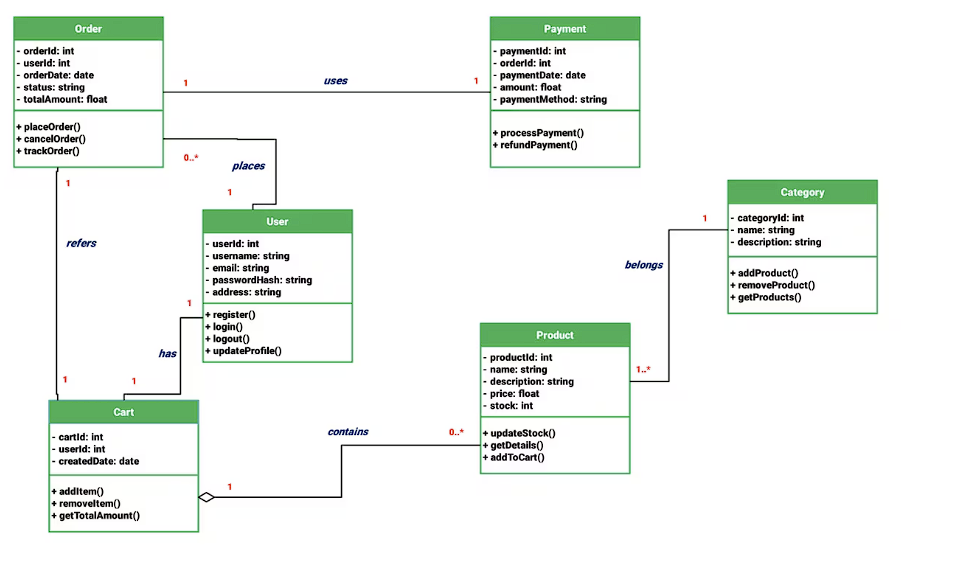 Order
- orderId: int
- userId: int
- orderDate: date
- status: string
- totalAmount: float
+ placeOrder()
+ cancelOrder()
+ trackOrder()
1
uses
1
Payment
- paymentId: int
- orderId: int
- paymentDate: date
- amount: float
- paymentMethod: string
+ processPayment()
+ refundPayment()
0..*
places
1
1
refers
1
User
- userId: int
- username: string
- email: string
- passwordHash: string
- address: string
+ register()
+ login()
+ logout()
+ updateProfile()
1
has
1
Category
- categoryId: int
- name: string
- description: string
+ addProduct()
+ removeProduct()
+ getProducts()
1
belongs
1..*
Product
- productId: int
- name: string
- description: string
- price: float
- stock: int
+ updateStock()
+ getDetails()
+ addToCart()
Cart
- cartId: int
- userId: int
- createdDate: date
+ addItem()
+ removeItem()
+ getTotalAmount()
1
contains
0..*